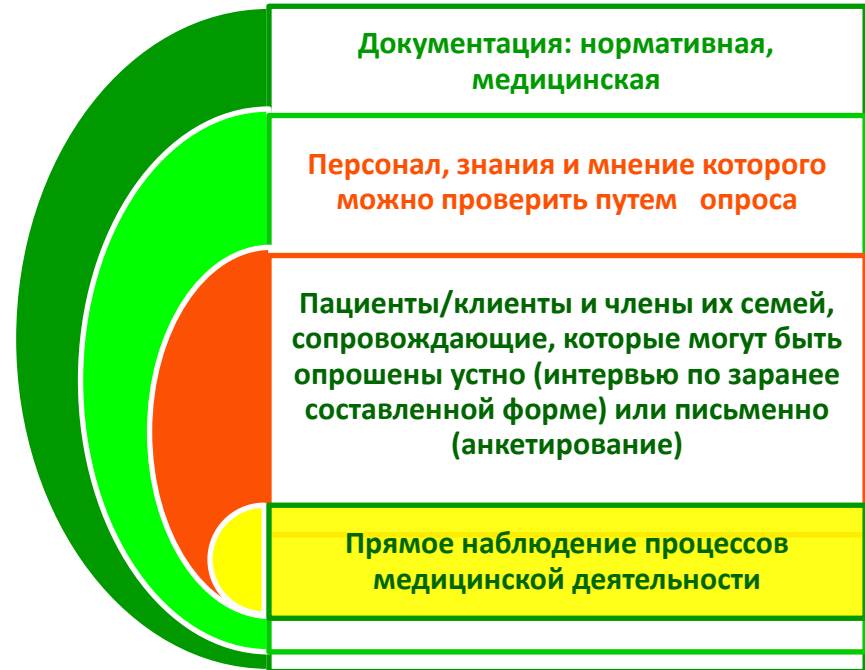 Документация: нормативная,
медицинская
Персонал, знания и мнение которого
можно проверить путем опроса
Пациенты/клиенты и члены их семей,
сопровождающие, которые могут быть
опрошены устно (интервью по заранее
составленной форме) или письменно
(анкетирование)
Прямое наблюдение процессов
медицинской деятельности